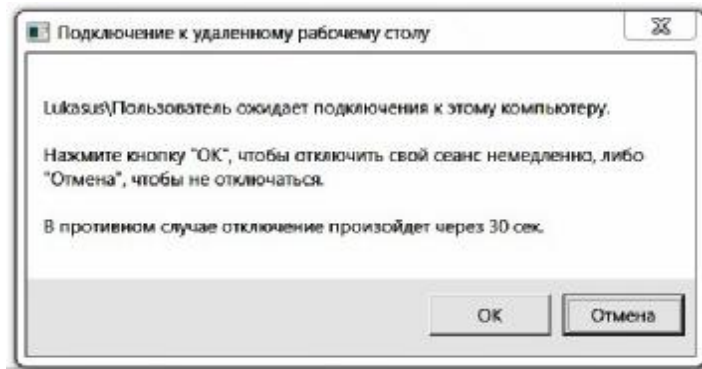 Подключение к удаленному рабочему столу
Lukasus\Пользователь ожидает подключения к этому компьютеру.
Нажмите кнопку "ОК", чтобы отключить свой сеанс немедленно, либо
"Отмена", чтобы не отключаться.
В противном случае отключение произойдет через 30 сек.
ОК
Отмена